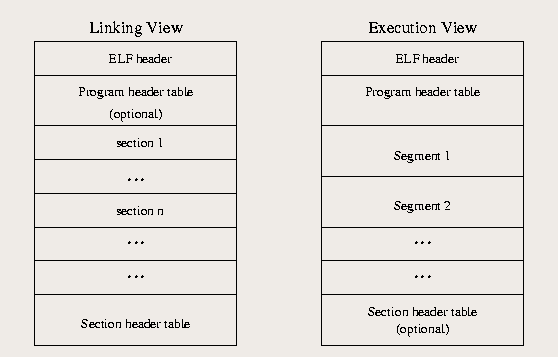 Linking View
ELF header
Program header table
(optional)
section 1
...
section n
...
...
Section header table
Execution View
ELF header
Program header table
Segment 1
Segment 2
...
...
Section header table
(optional)